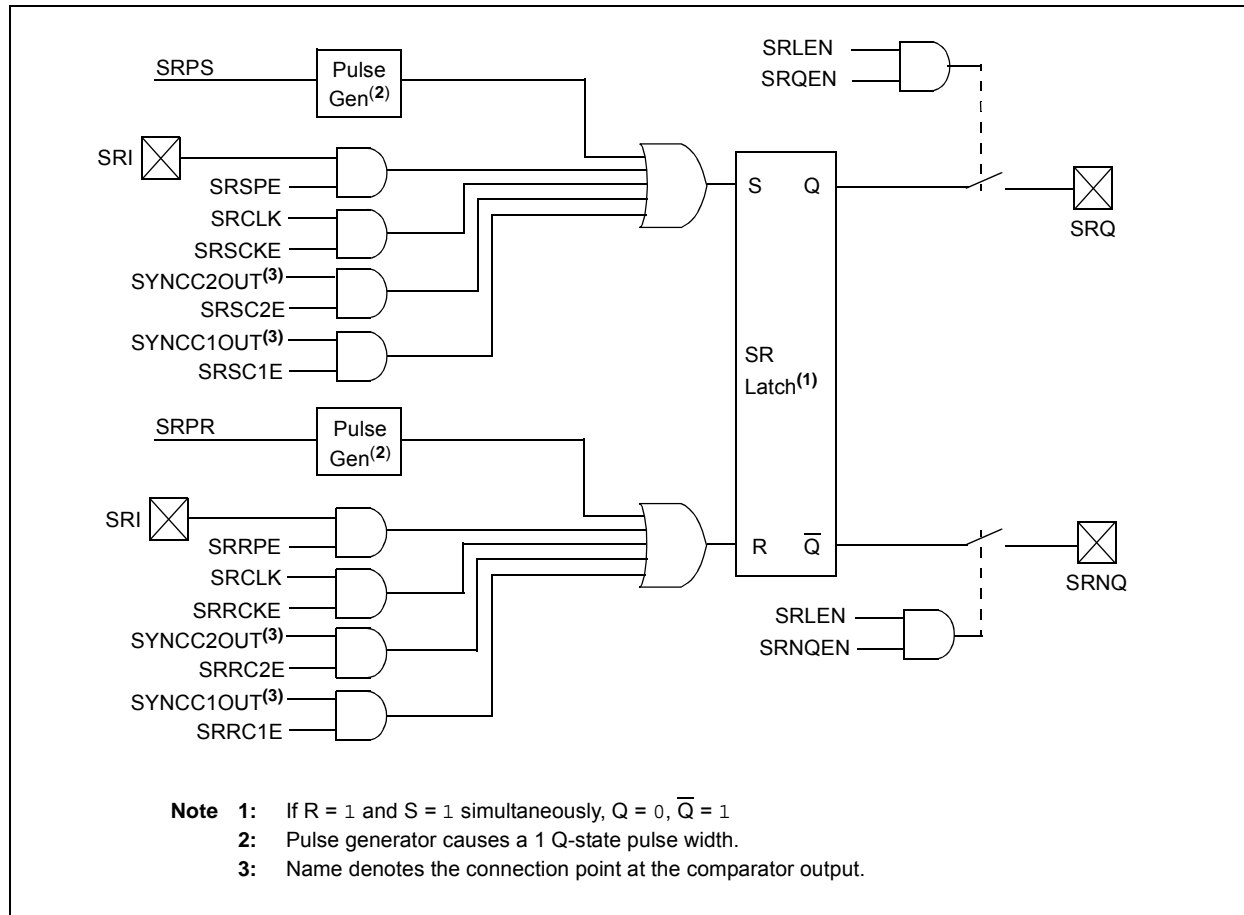 SRPS
Pulse
Gen(2)
SRI
SRSPE
SRCLK
SRSCKE
SYNCC2OUT(3)
SRSC2E
SYNCC1OUT(3)
SRSC1E
SRPR
Pulse
Gen(2)
SRI
SRRPE
SRCLK
SRRCKE
SYNCC2OUT(3)
SRRC2E
SYNCC1OUT(3)
SRRC1E
SRLEN
SRQEN
S Q
SR
Latch(1)
R Q̅
SRQ
SRLEN
SRNQEN
SRNQ
Note 1: If R = 1 and S = 1 simultaneously, Q = 0, Q̅ = 1
2: Pulse generator causes a 1 Q-state pulse width.
3: Name denotes the connection point at the comparator output.